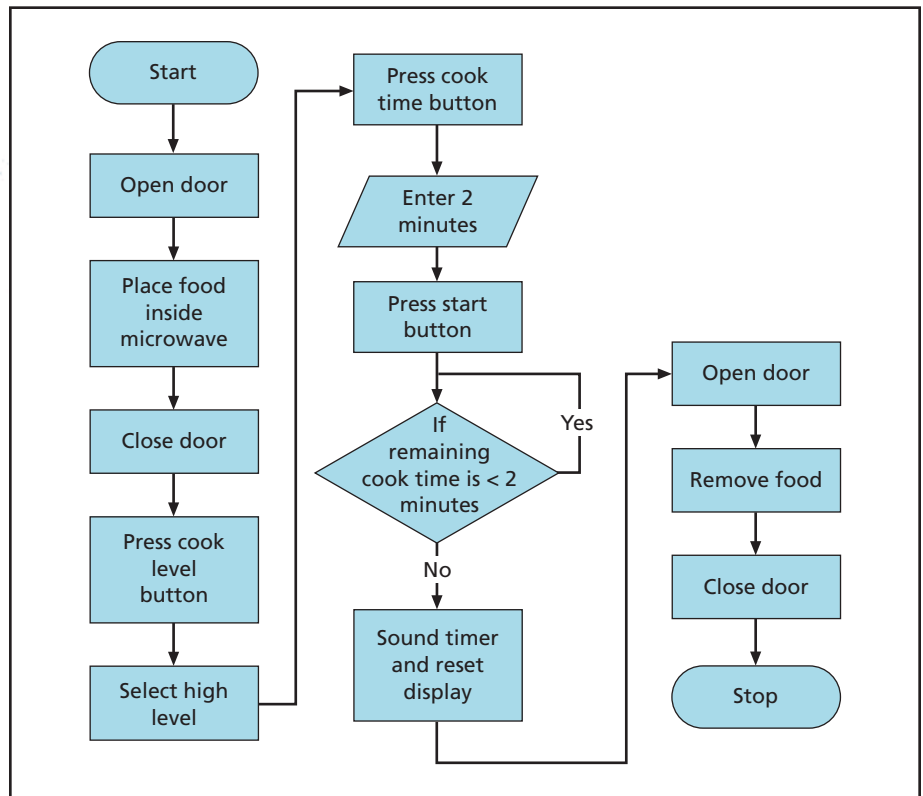 Start
Open door
Place food
inside
microwave
Close door
Press cook
level
button
Select high
level
Press cook
time button
Enter 2
minutes
Press start
button
If
remaining
cook time is < 2
minutes
Yes
No
Sound timer
and reset
display
Open door
Remove food
Close door
Stop